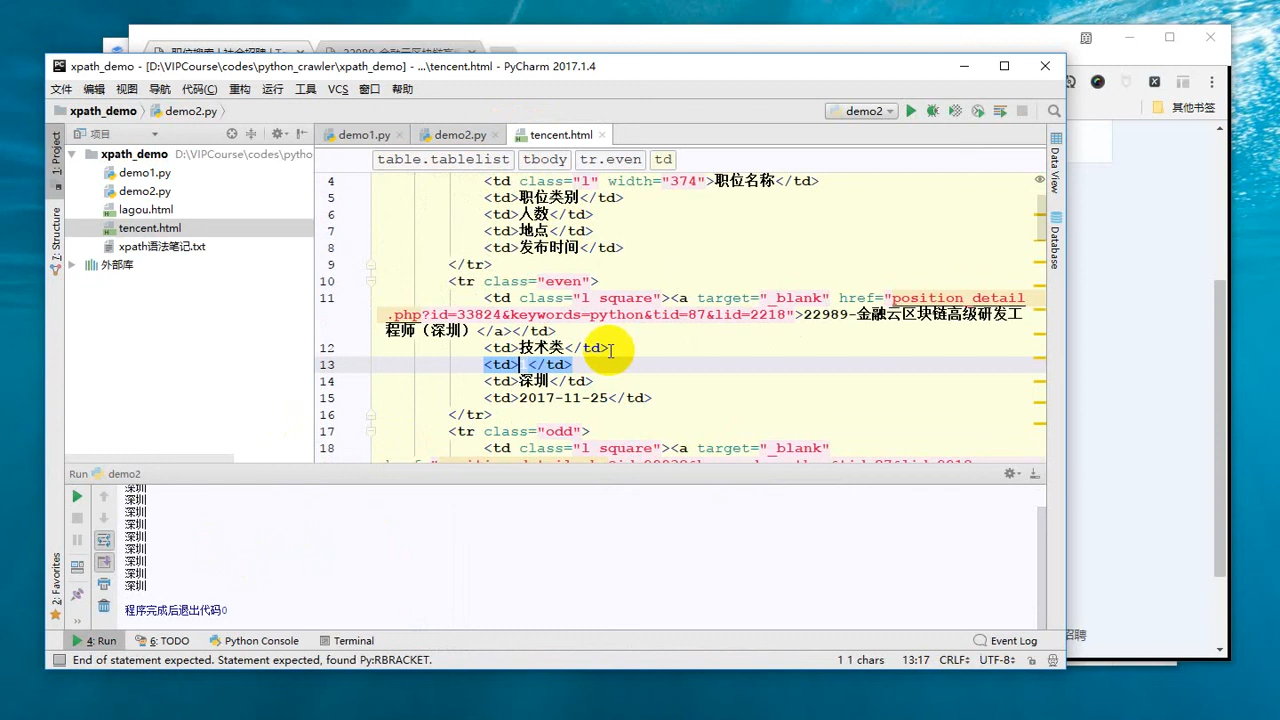 xpath_demo - [D:\VIPCourse\codes\python_crawler\xpath_demo] - ...\tencent.html - PyCharm 2017.1.4
文件 编辑 视图 导航 代码(C) 重构 运行 工具 VCS 窗口 帮助
xpath_demo demo2.py demo2
其他书签
1: Project
项目
demo1.py demo2.py tencent.html
xpath_demo D:\VIPCourse\codes\pytho
demo1.py
demo2.py
lagou.html
tencent.html
xpath语法笔记.txt
外部库
7: Structure
2: Favorites
Data View
Database
table.tablelist tbody tr.even td
4 <td class="l" width="374">职位名称</td>
5 <td>职位类别</td>
6 <td>人数</td>
7 <td>地点</td>
8 <td>发布时间</td>
9 </tr>
10 <tr class="even">
11 <td class="l square"><a target="_blank" href="position_detail
.php?id=33824&keywords=python&tid=87&lid=2218">22989-金融云区块链高级研发工
程师（深圳）</a></td>
12 <td>技术类</td>
13 <td> </td>
14 <td>深圳</td>
15 <td>2017-11-25</td>
16 </tr>
17 <tr class="odd">
18 <td class="l square"><a target="_blank"
Run demo2
深圳
深圳
深圳
深圳
深圳
深圳
深圳
深圳
深圳
程序完成后退出代码0
4: Run 6: TODO Python Console Terminal Event Log
End of statement expected. Statement expected, found Py:RBRACKET. 1 1 chars 13:17 CRLF UTF-8